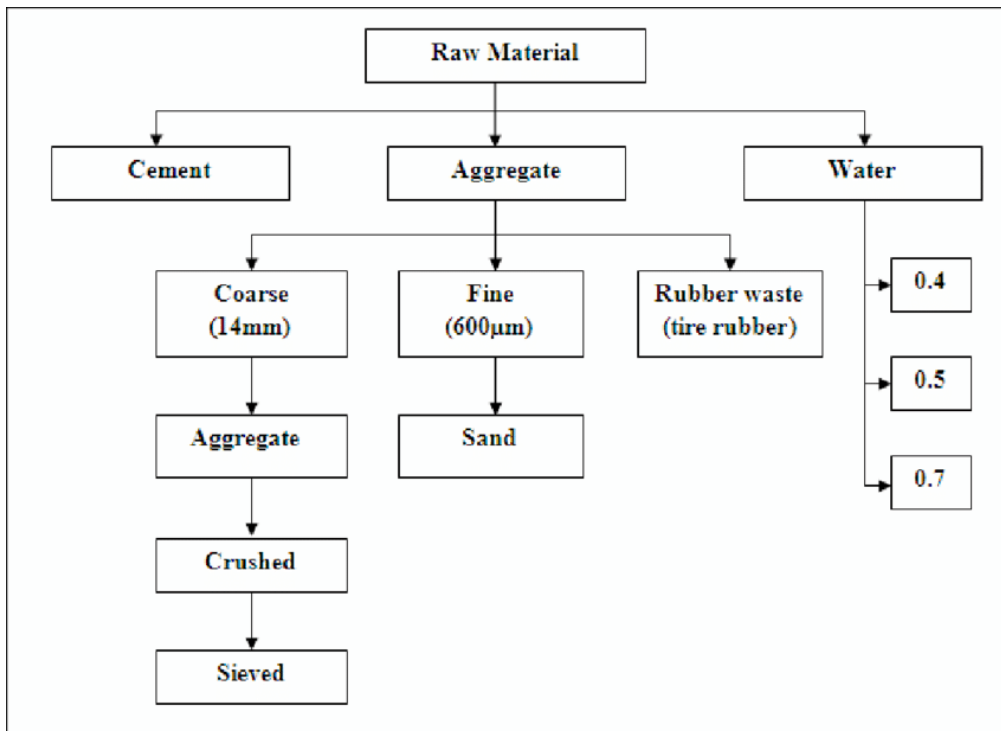 Raw Material
Cement
Aggregate
Water
Coarse
(14mm)
Fine
(600μm)
Rubber waste
(tire rubber)
0.4
0.5
0.7
Aggregate
Sand
Crushed
Sieved